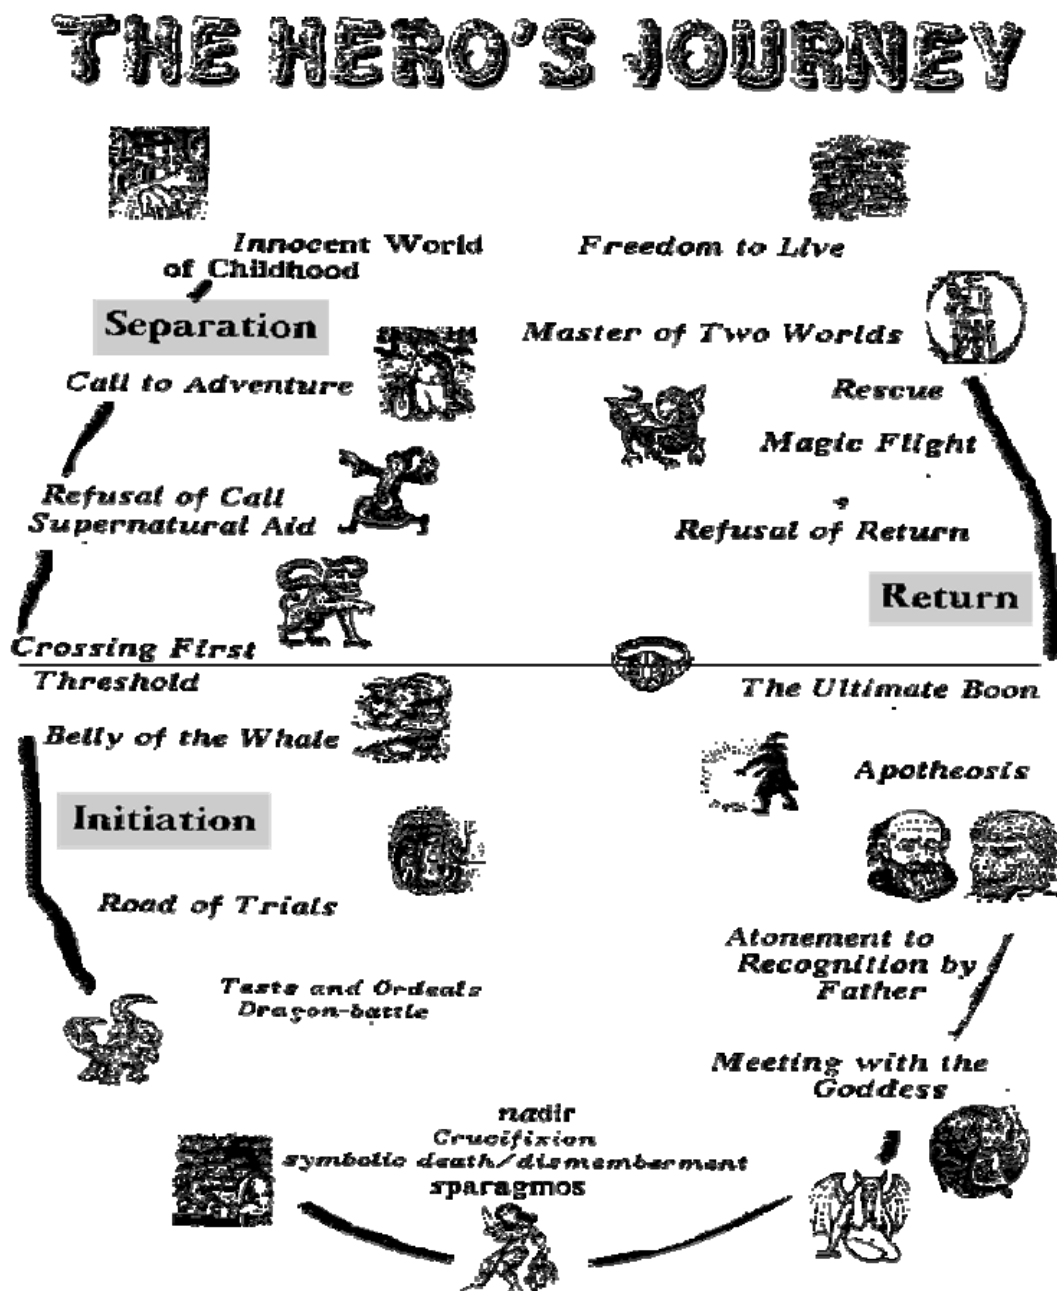 THE HERO'S JOURNEY
Innocent World
of Childhood
Separation
Call to Adventure
Refusal of Call
Supernatural Aid
Crossing First
Threshold
Belly of the Whale
Initiation
Road of Trials
Tests and Ordeals
Dragon-battle
nadir
Crucifixion
symbolic death/dismemberment
sparagmos
Meeting with the
Goddess
Atonement to
Recognition by
Father
Apotheosis
The Ultimate Boon
Return
Refusal of Return
Magic Flight
Rescue
Master of Two Worlds
Freedom to Live